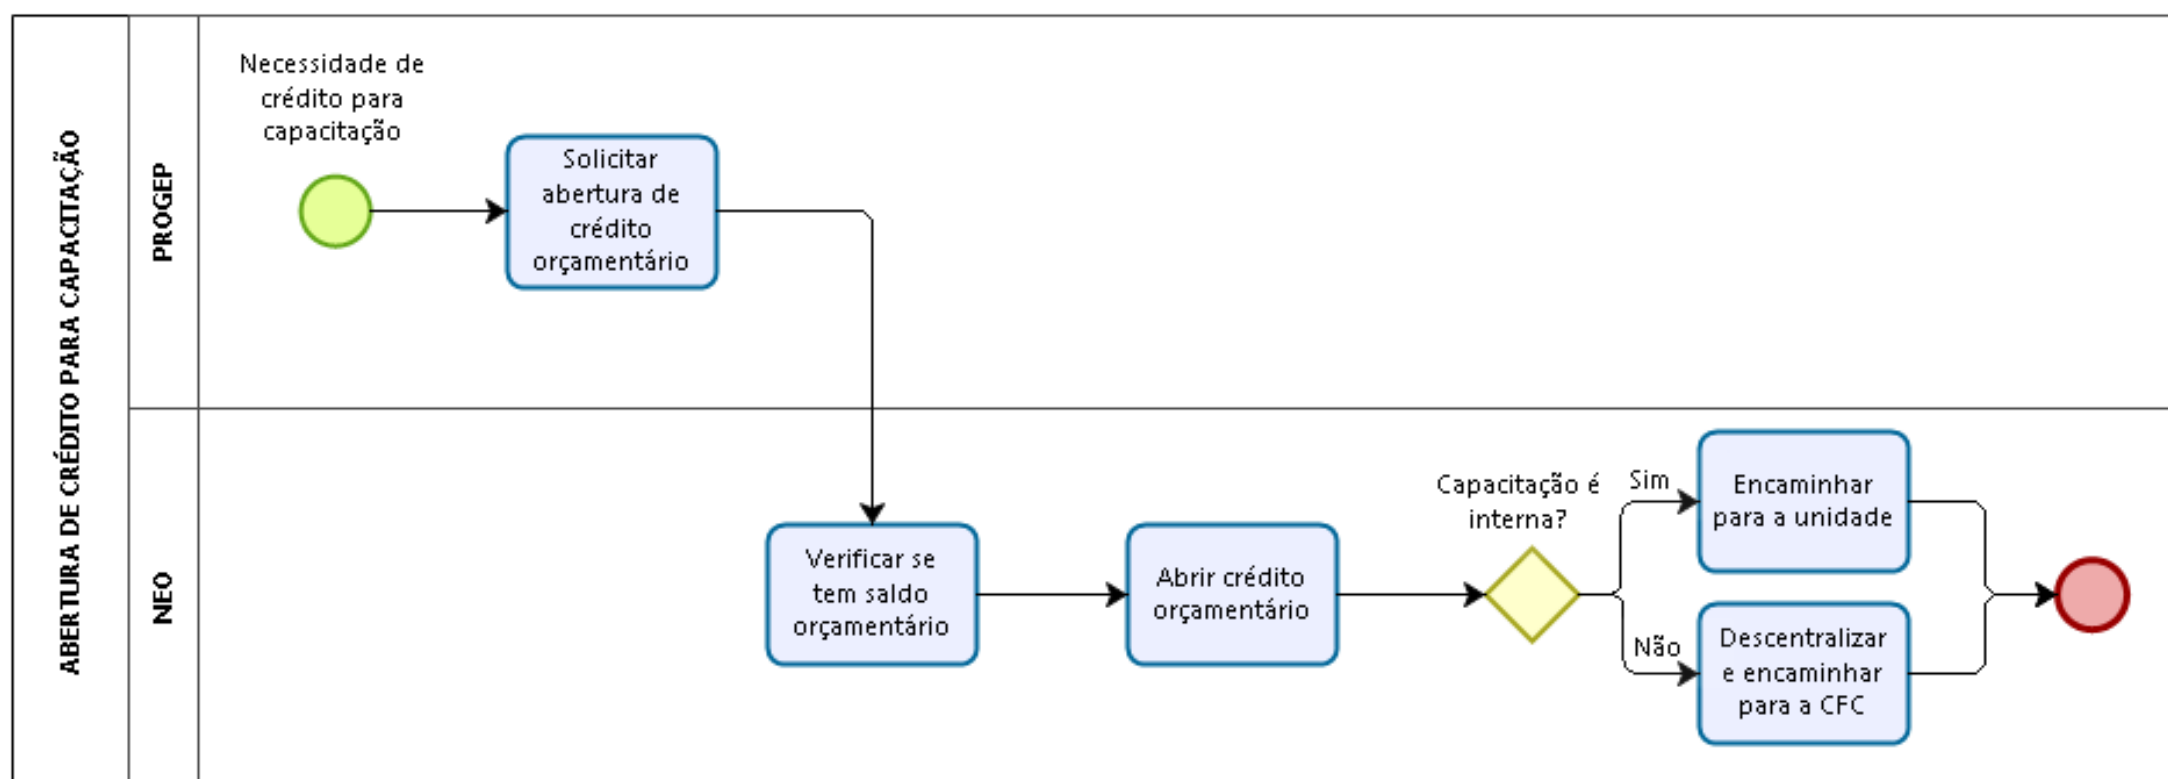 ABERTURA DE CRÉDITO PARA CAPACITAÇÃO
PROGEP
Necessidade de
crédito para
capacitação
Solicitar
abertura de
crédito
orçamentário
NEO
Verificar se
tem saldo
orçamentário
Abrir crédito
orçamentário
Capacitação é
interna?
Sim
Encaminhar
para a unidade
Não
Descentralizar
e encaminhar
para a CFC